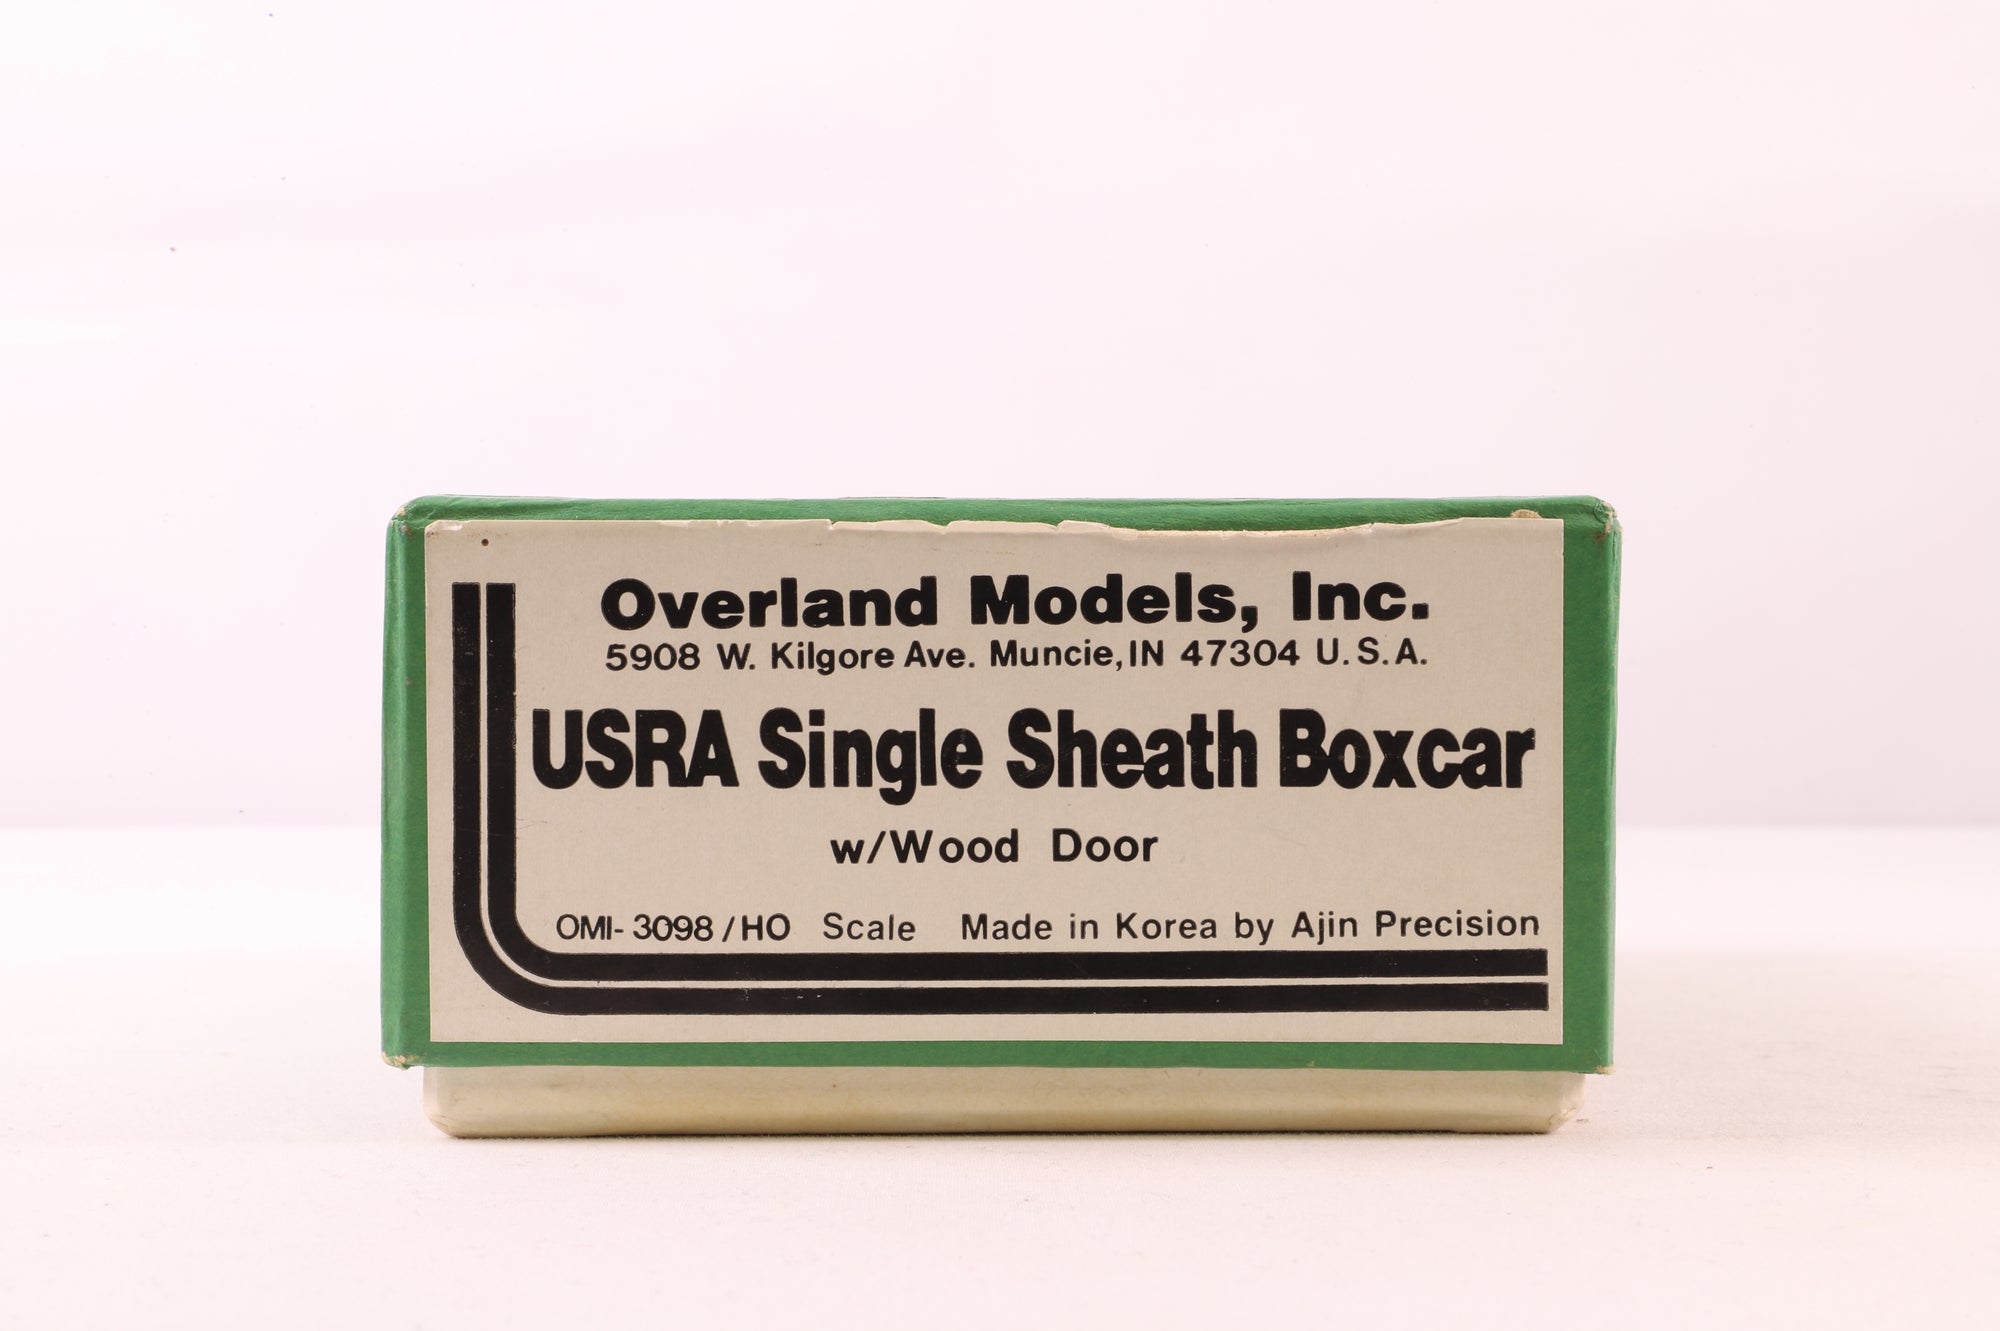 Overland Models, Inc.
5908 W. Kilgore Ave. Muncie, IN 47304 U.S.A.
USRA Single Sheath Boxcar
w/Wood Door
OMI-3098/HO Scale Made in Korea by Ajin Precision